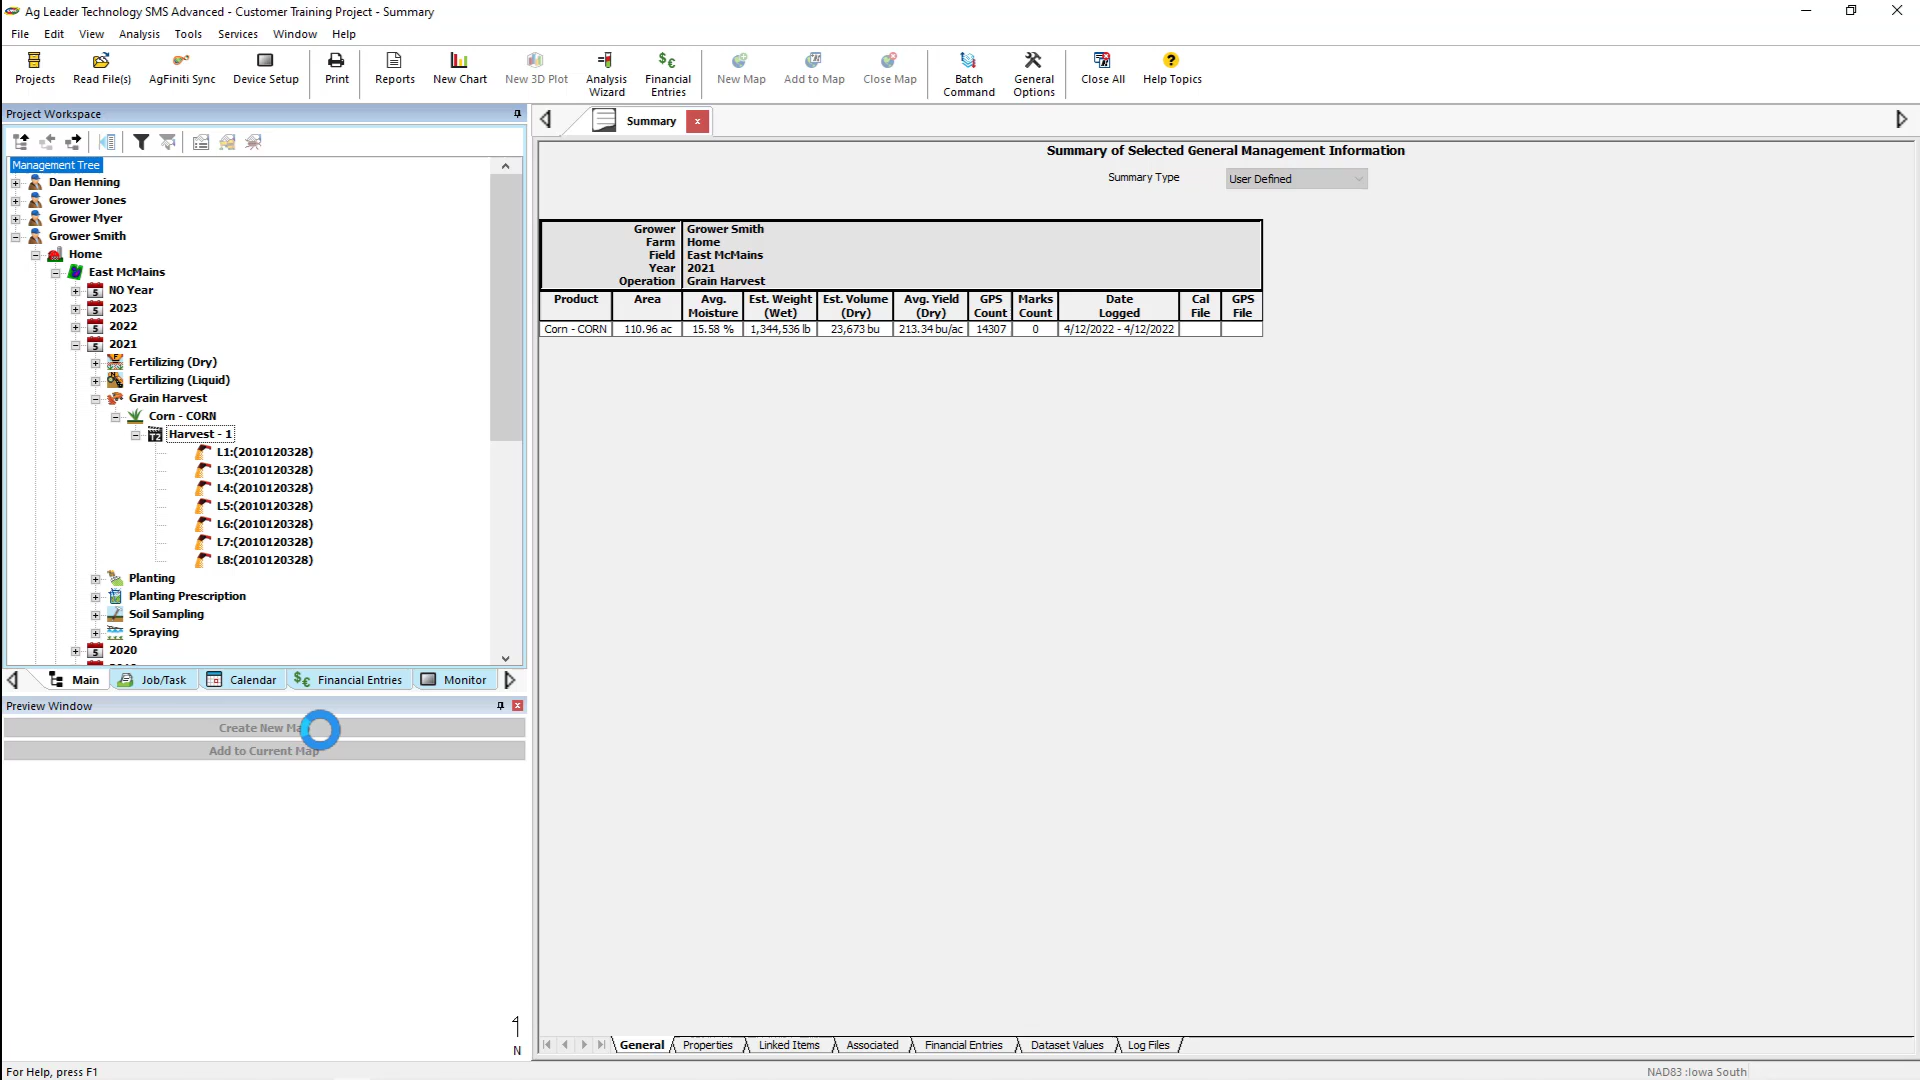 Ag Leader Technology SMS Advanced - Customer Training Project - Summary
File Edit View Analysis Tools Services Window Help
Projects Read File(s) AgFiniti Sync Device Setup Print Reports New Chart New 3D Plot Analysis Wizard Financial Entries New Map Add to Map Close Map Batch Command General Options Close All Help Topics
Project Workspace
Summary
Management Tree
Dan Henning
Grower Jones
Grower Myer
Grower Smith
Home
East McMains
NO Year
2023
2022
2021
Fertilizing (Dry)
Fertilizing (Liquid)
Grain Harvest
Corn - CORN
Harvest - 1
L1:(2010120328)
L3:(2010120328)
L4:(2010120328)
L5:(2010120328)
L6:(2010120328)
L7:(2010120328)
L8:(2010120328)
Planting
Planting Prescription
Soil Sampling
Spraying
2020
Main Job/Task Calendar Financial Entries Monitor
Preview Window
Create New Ma
Add to Current Map
N
Summary of Selected General Management Information
Summary Type User Defined
Grower Grower Smith
Farm Home
Field East McMains
Year 2021
Operation Grain Harvest
Product Area Avg. Moisture Est. Weight (Wet) Est. Volume (Dry) Avg. Yield (Dry) GPS Count Marks Count Date Logged Cal File GPS File
Corn - CORN 110.96 ac 15.58 % 1,344,536 lb 23,673 bu 213.34 bu/ac 14307 0 4/12/2022 - 4/12/2022
General Properties Linked Items Associated Financial Entries Dataset Values Log Files
For Help, press F1
NAD83 :Iowa South